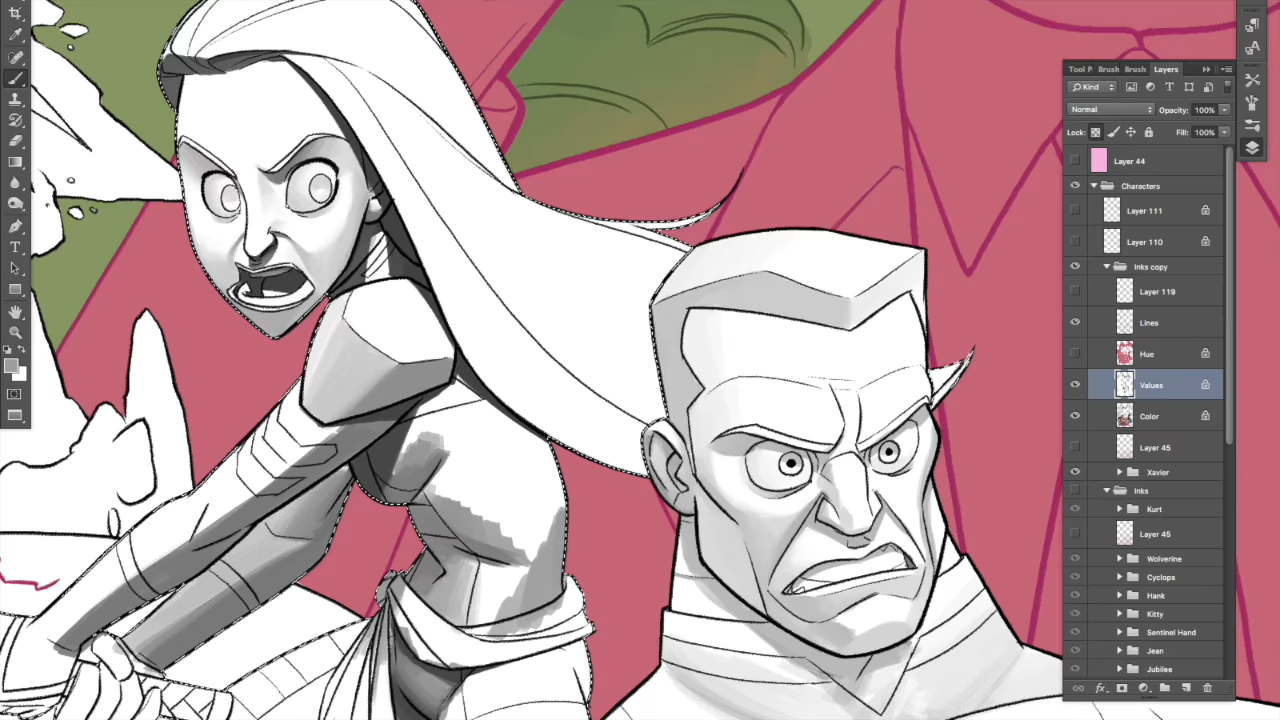 Tool P Brush Brush Layers
Kind
Normal Opacity: 100%
Lock: Fill: 100%
Layer 44
Characters
Layer 111
Layer 110
Inks copy
Layer 119
Lines
Hue
Values
Color
Layer 45
Xavier
Inks
Kurt
Layer 45
Wolverine
Cyclops
Hank
Kitty
Sentinel Hand
Jean
Jubilee